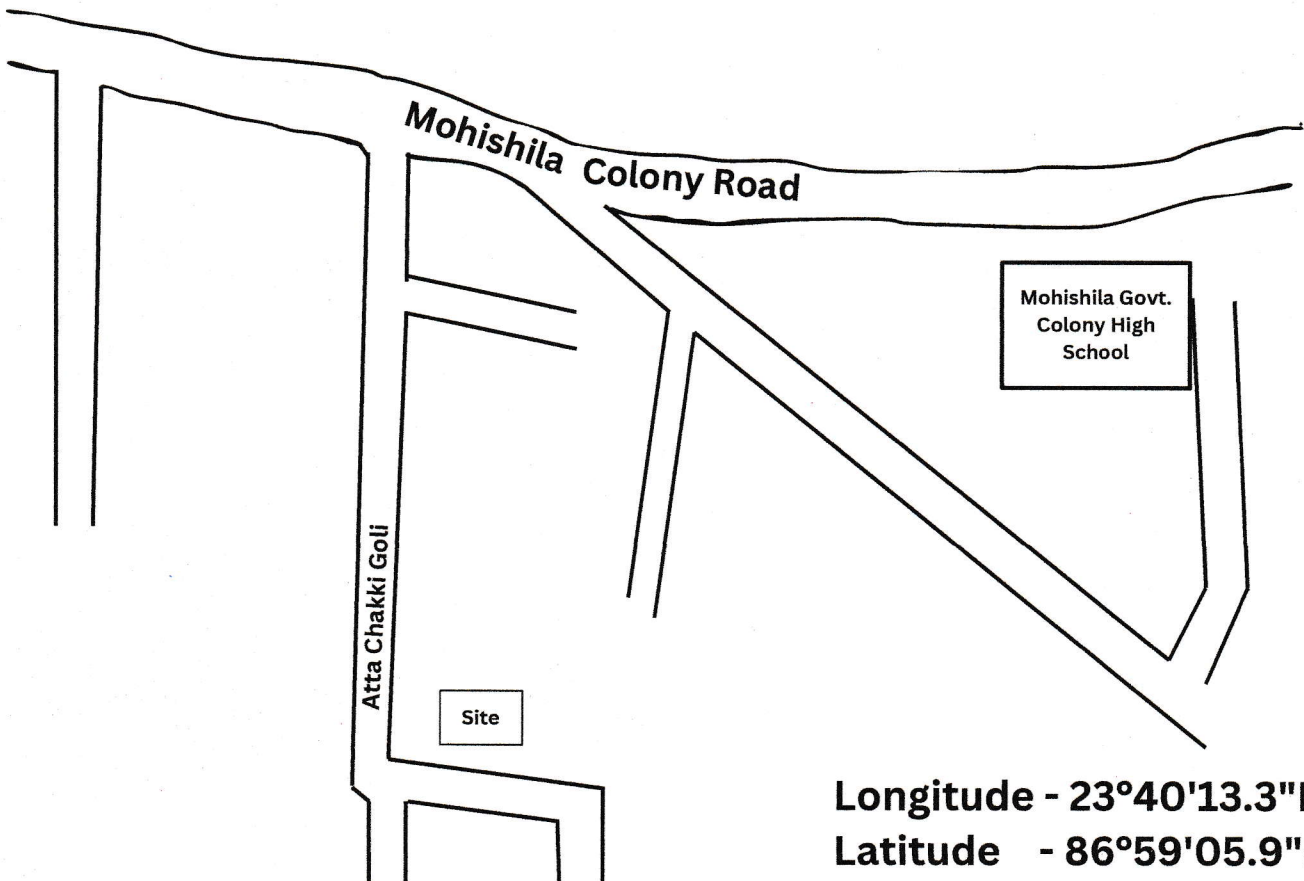 Mohishila Colony Road
Mohishila Govt.
Colony High
School
Atta Chakki Goli
Site
Longitude - 23°40'13.3"
Latitude - 86°59'05.9"